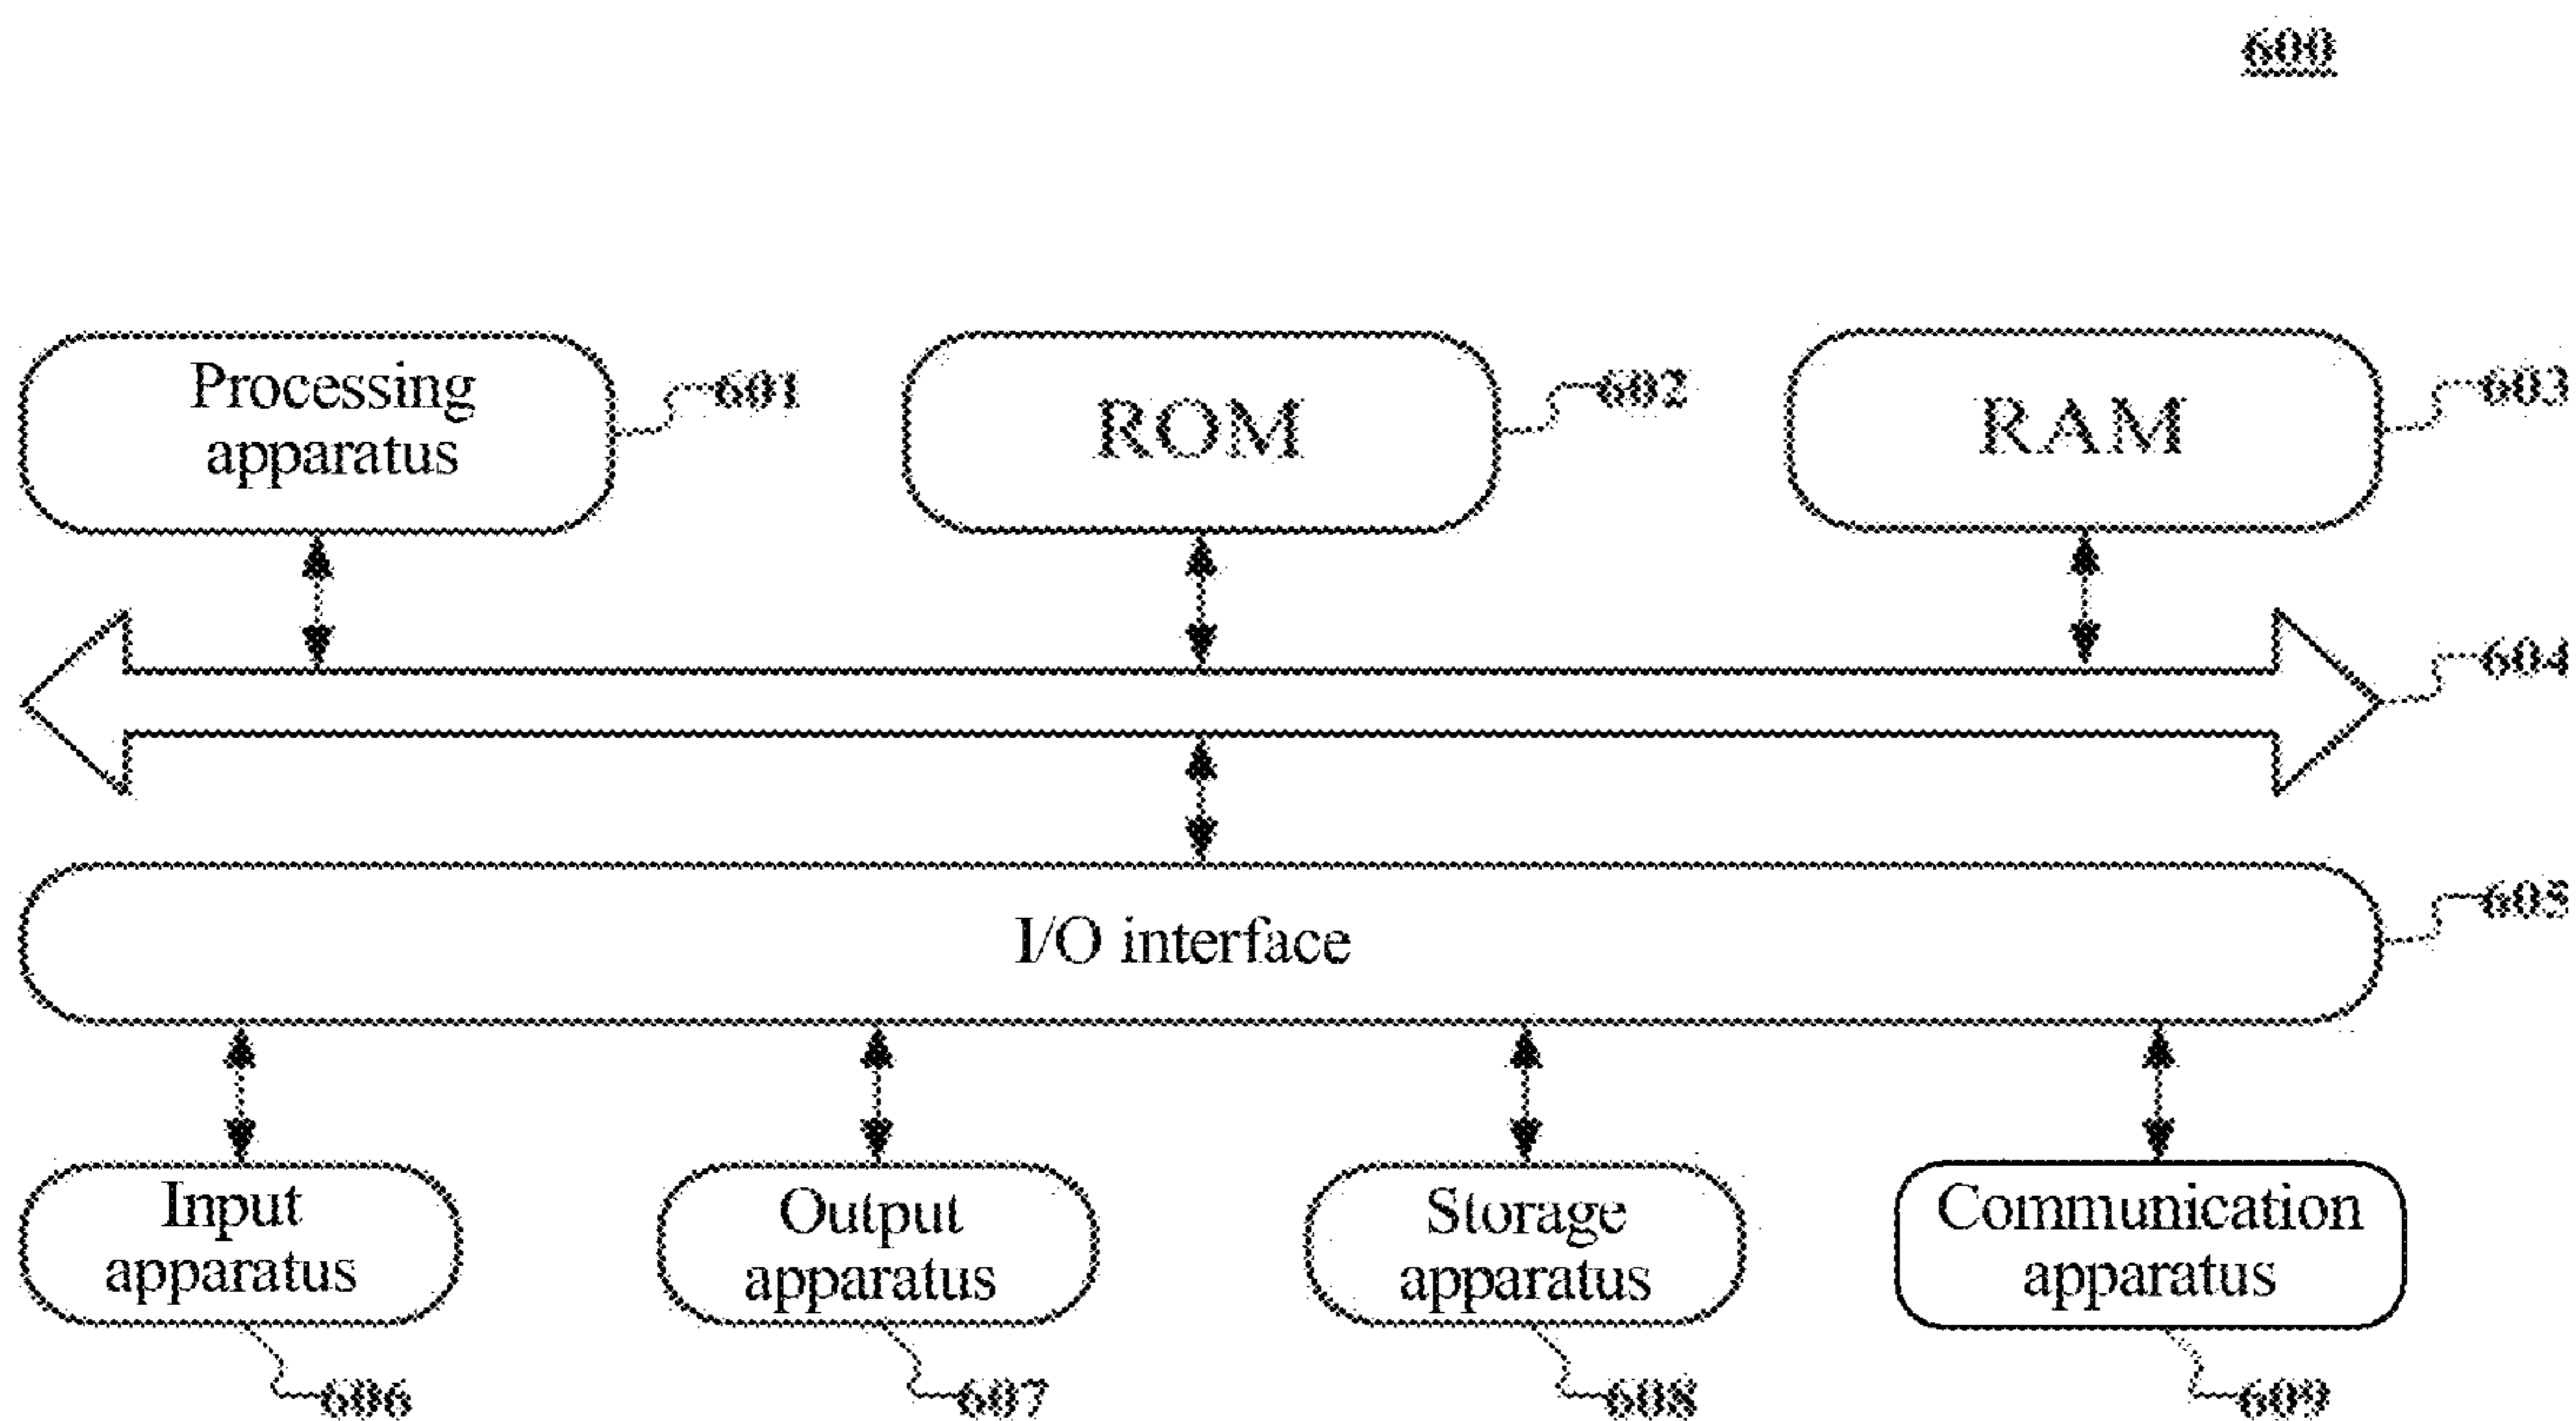 600
Processing
apparatus
601
ROM
602
RAM
603
604
I/O interface
605
Input
apparatus
606
Output
apparatus
607
Storage
apparatus
608
Communication
apparatus
609